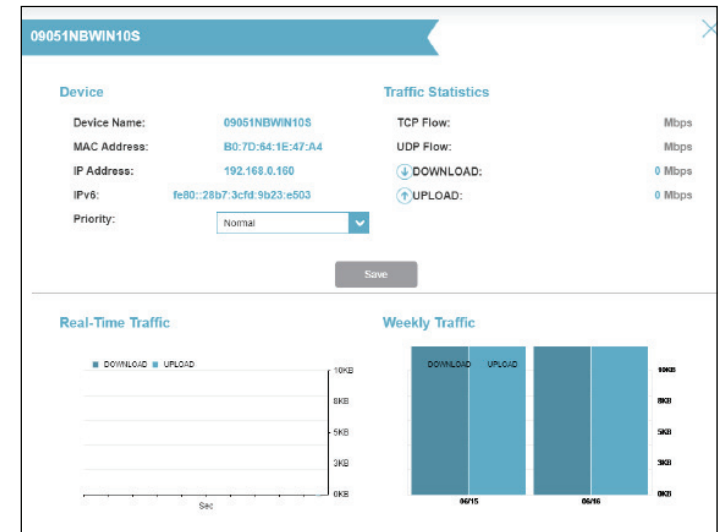 09051NBWIN10S
Device
Device Name: 09051NBWIN10S
MAC Address: B0:7D:64:1E:47:A4
IP Address: 192.168.0.160
IPv6: fe80::28b7:3cfd:9b23:e503
Priority: Normal
Traffic Statistics
TCP Flow: Mbps
UDP Flow: Mbps
DOWNLOAD: 0 Mbps
UPLOAD: 0 Mbps
Save
Real-Time Traffic
DOWNLOAD UPLOAD
10KB
8KB
5KB
3KB
0KB
Sec
Weekly Traffic
DOWNLOAD UPLOAD
10KB
8KB
5KB
3KB
0KB
06/15 06/16